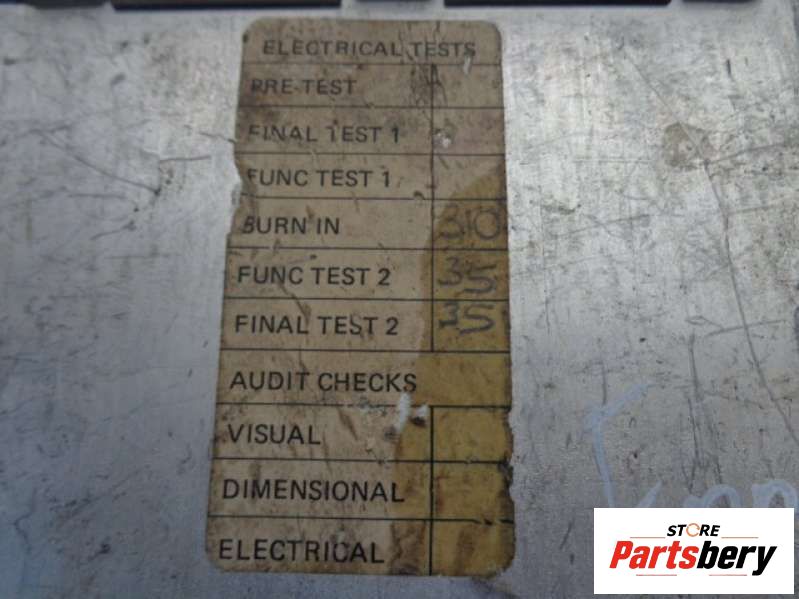 ELECTRICAL TESTS
PRE-TEST
FINAL TEST 1
FUNC TEST 1
BURN IN 310
FUNC TEST 2 35
FINAL TEST 2 35
AUDIT CHECKS
VISUAL
DIMENSIONAL
ELECTRICAL
STORE
Partsbery